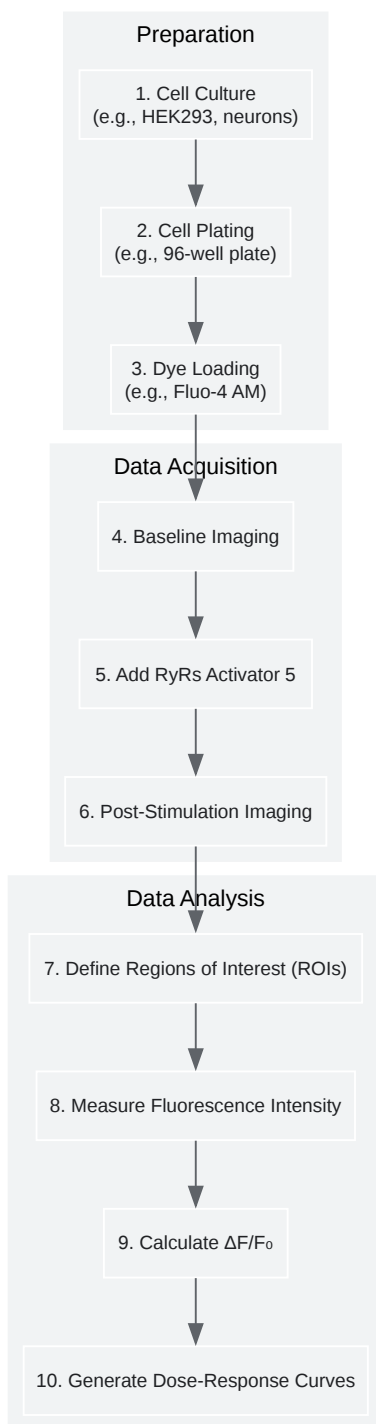 Preparation
1. Cell Culture
(e.g., HEK293, neurons)
2. Cell Plating
(e.g., 96-well plate)
3. Dye Loading
(e.g., Fluo-4 AM)
Data Acquisition
4. Baseline Imaging
5. Add RyRs Activator 5
6. Post-Stimulation Imaging
Data Analysis
7. Define Regions of Interest (ROIs)
8. Measure Fluorescence Intensity
9. Calculate ΔF/F₀
10. Generate Dose-Response Curves